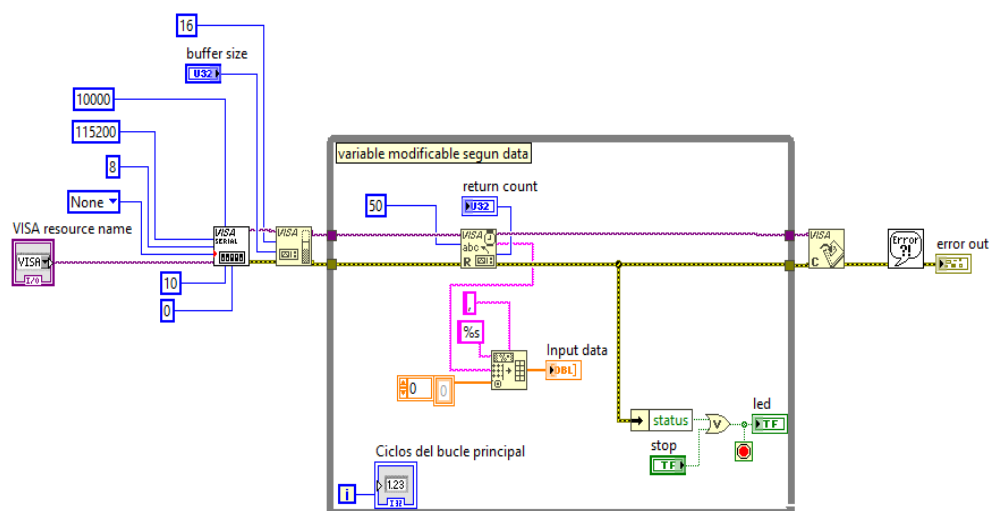 16
buffer size
U32
10000
115200
8
None
VISA resource name
VISA
I/O
VISA
SERIAL
10
0
variable modificable segun data
return count
U32
50
VISA
abc
R
VISA
C
Error
?!
error out
,
%s
0
0
Input data
DBL
status
V
led
TF
stop
TF
Ciclos del bucle principal
1.23
I32
i